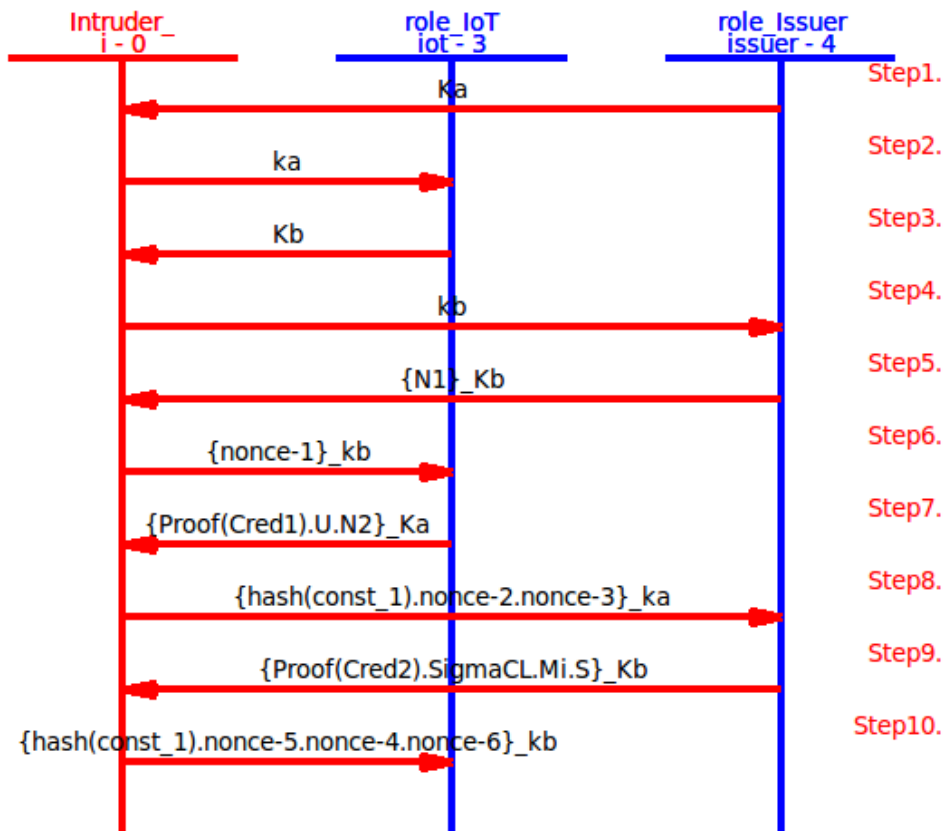 Intruder_
i - 0
role_IoT
iot - 3
role_Issuer
issuer - 4
Step1.
Ka
Step2.
ka
Step3.
Kb
Step4.
kb
Step5.
{N1}_Kb
Step6.
{nonce-1}_kb
Step7.
{Proof(Cred1).U.N2}_Ka
Step8.
{hash(const_1).nonce-2.nonce-3}_ka
Step9.
{Proof(Cred2).SigmaCL.Mi.S}_Kb
Step10.
{hash(const_1).nonce-5.nonce-4.nonce-6}_kb